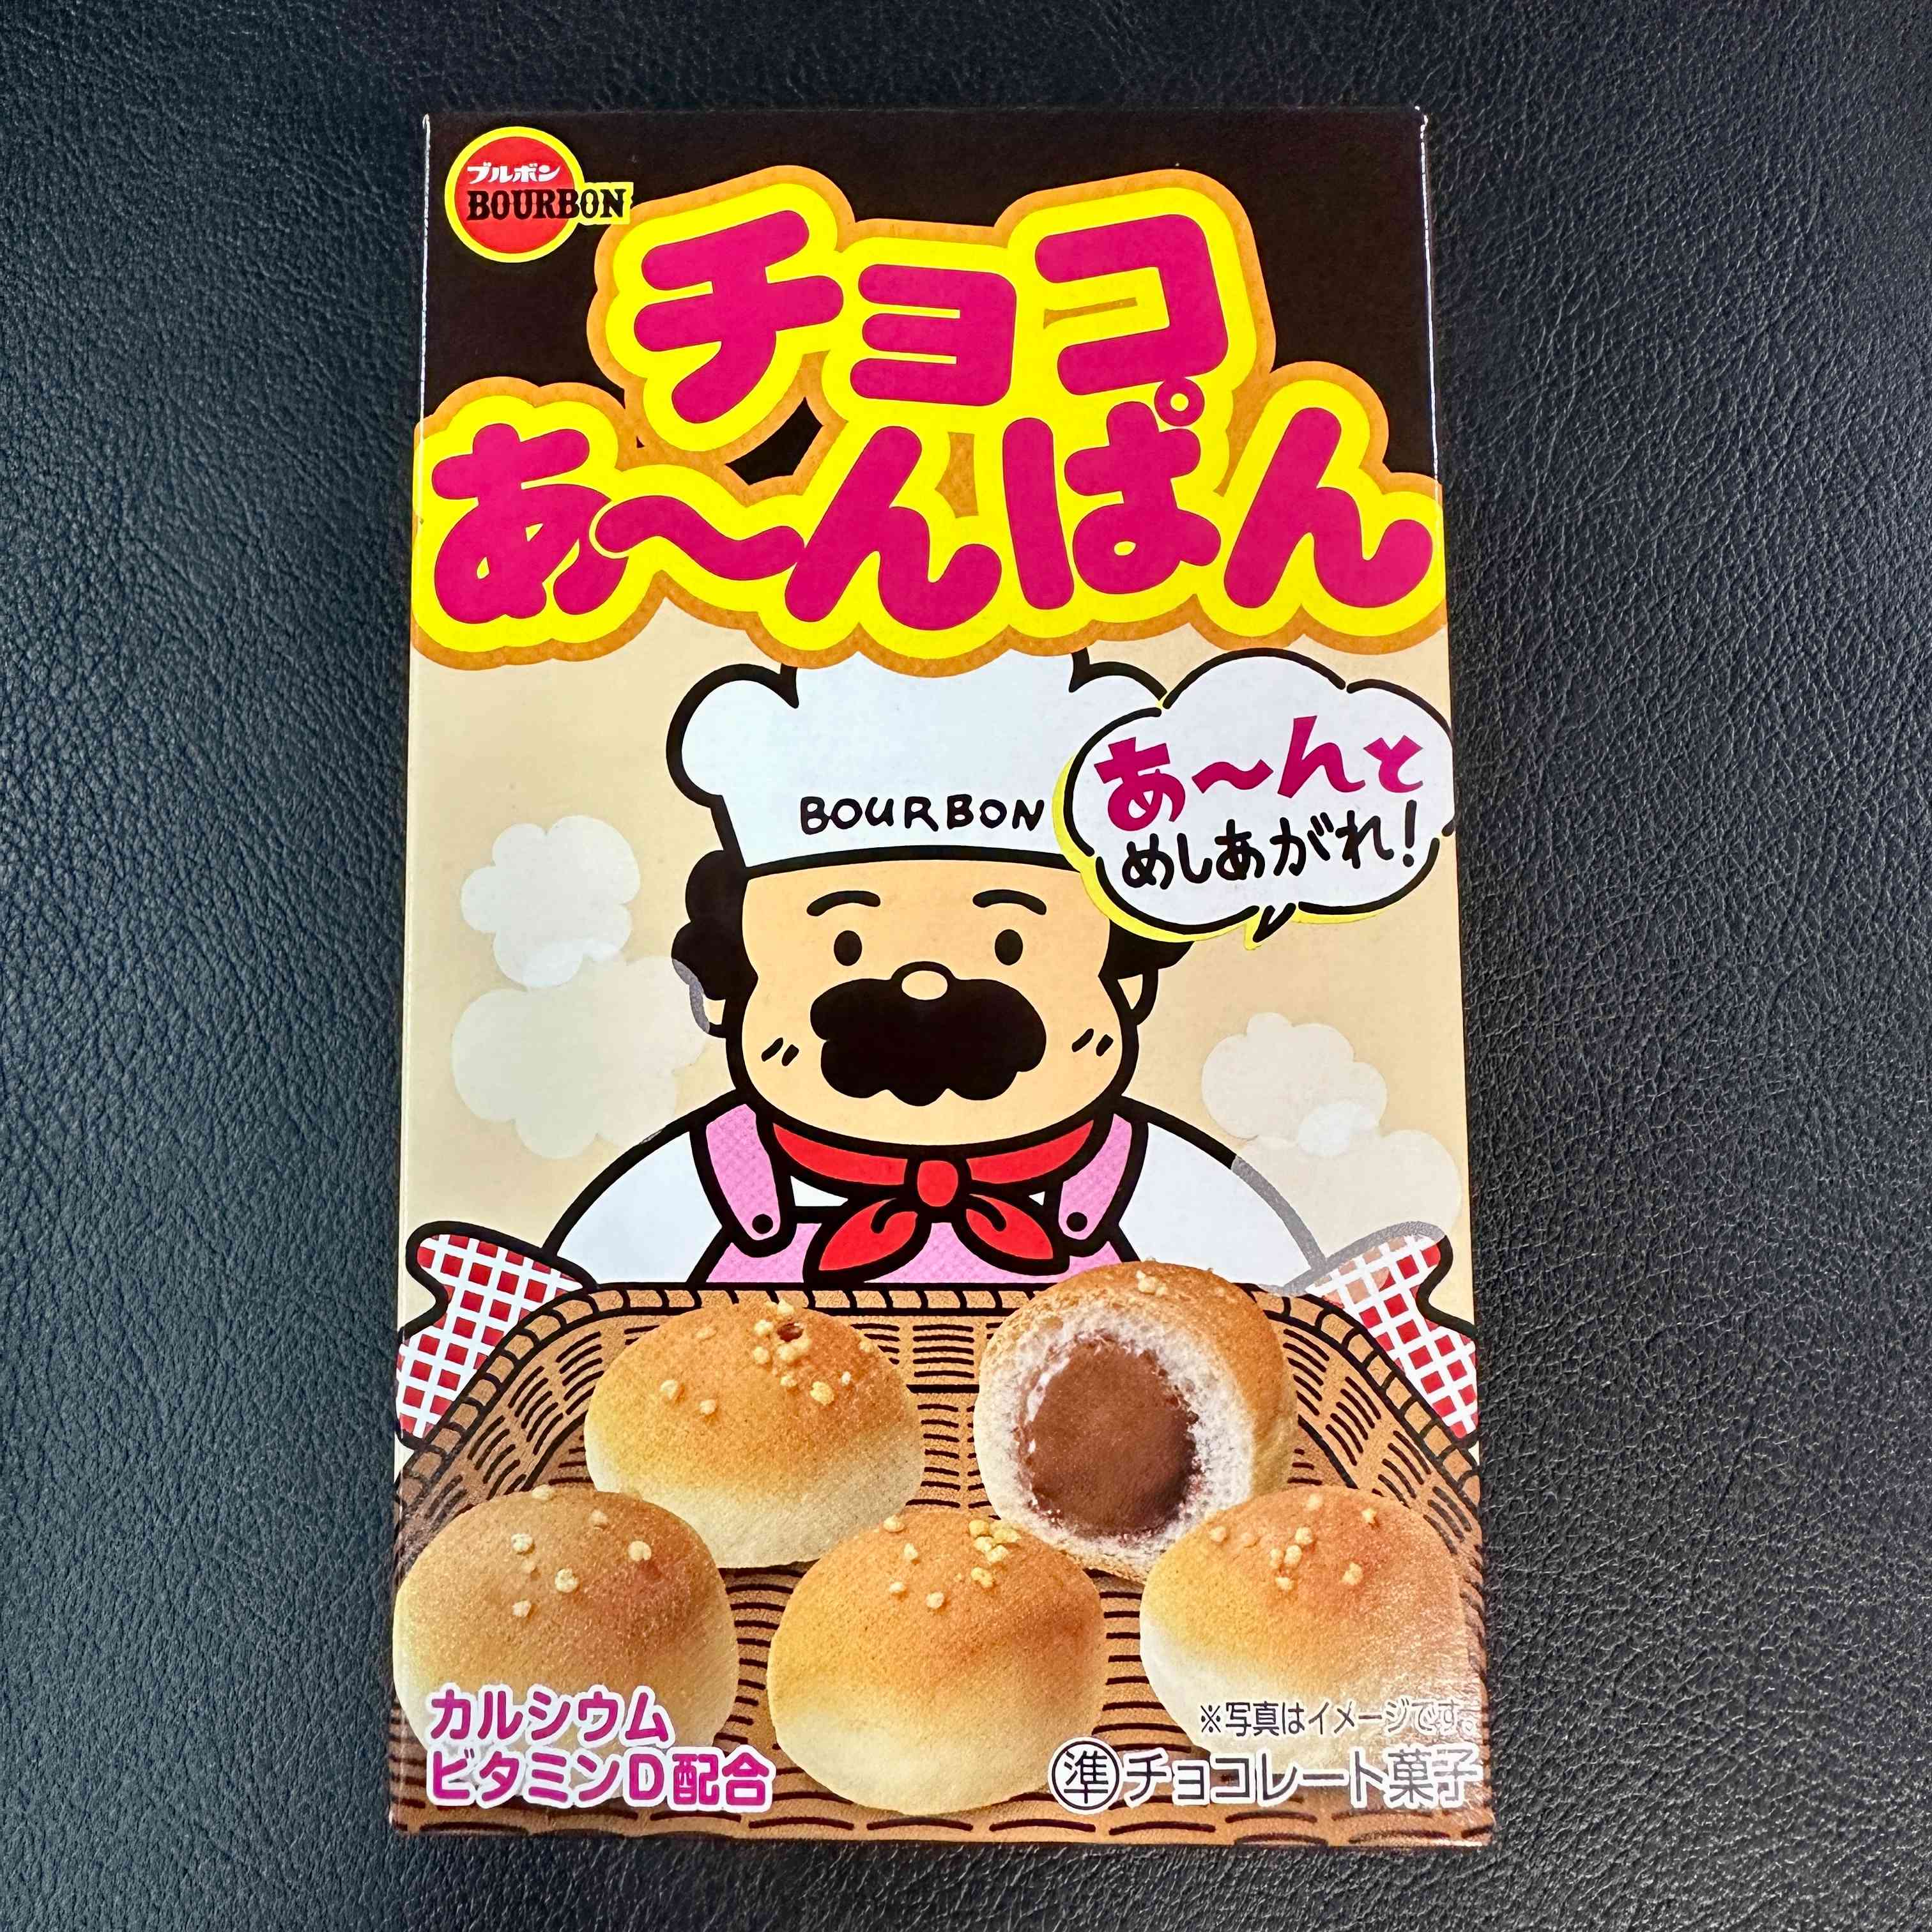 ブルボン
BOURBON
チョコ
あ～んぱん
BOURBON
あ～んと
めしあがれ!
カルシウム
ビタミンD配合
※写真はイメージです。
準チョコレート菓子